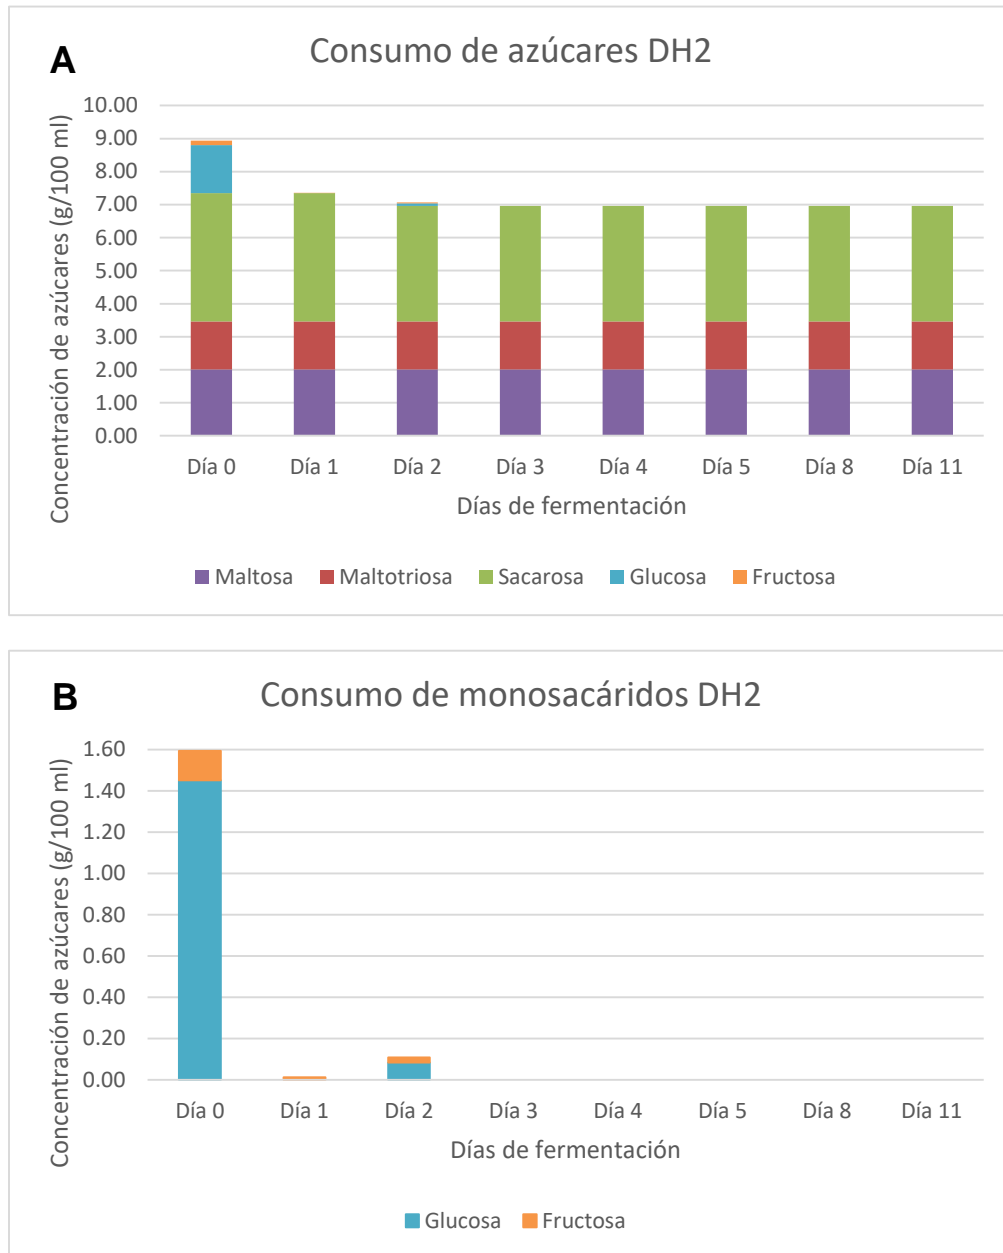 A
Consumo de azúcares DH2
Concentración de azúcares (g/100 ml)
10.00
9.00
8.00
7.00
6.00
5.00
4.00
3.00
2.00
1.00
0.00
Día 0 Día 1 Día 2 Día 3 Día 4 Día 5 Día 8 Día 11
Días de fermentación
Maltosa Maltotriosa Sacarosa Glucosa Fructosa
B
Consumo de monosacáridos DH2
Concentración de azúcares (g/100 ml)
1.60
1.40
1.20
1.00
0.80
0.60
0.40
0.20
0.00
Día 0 Día 1 Día 2 Día 3 Día 4 Día 5 Día 8 Día 11
Días de fermentación
Glucosa Fructosa